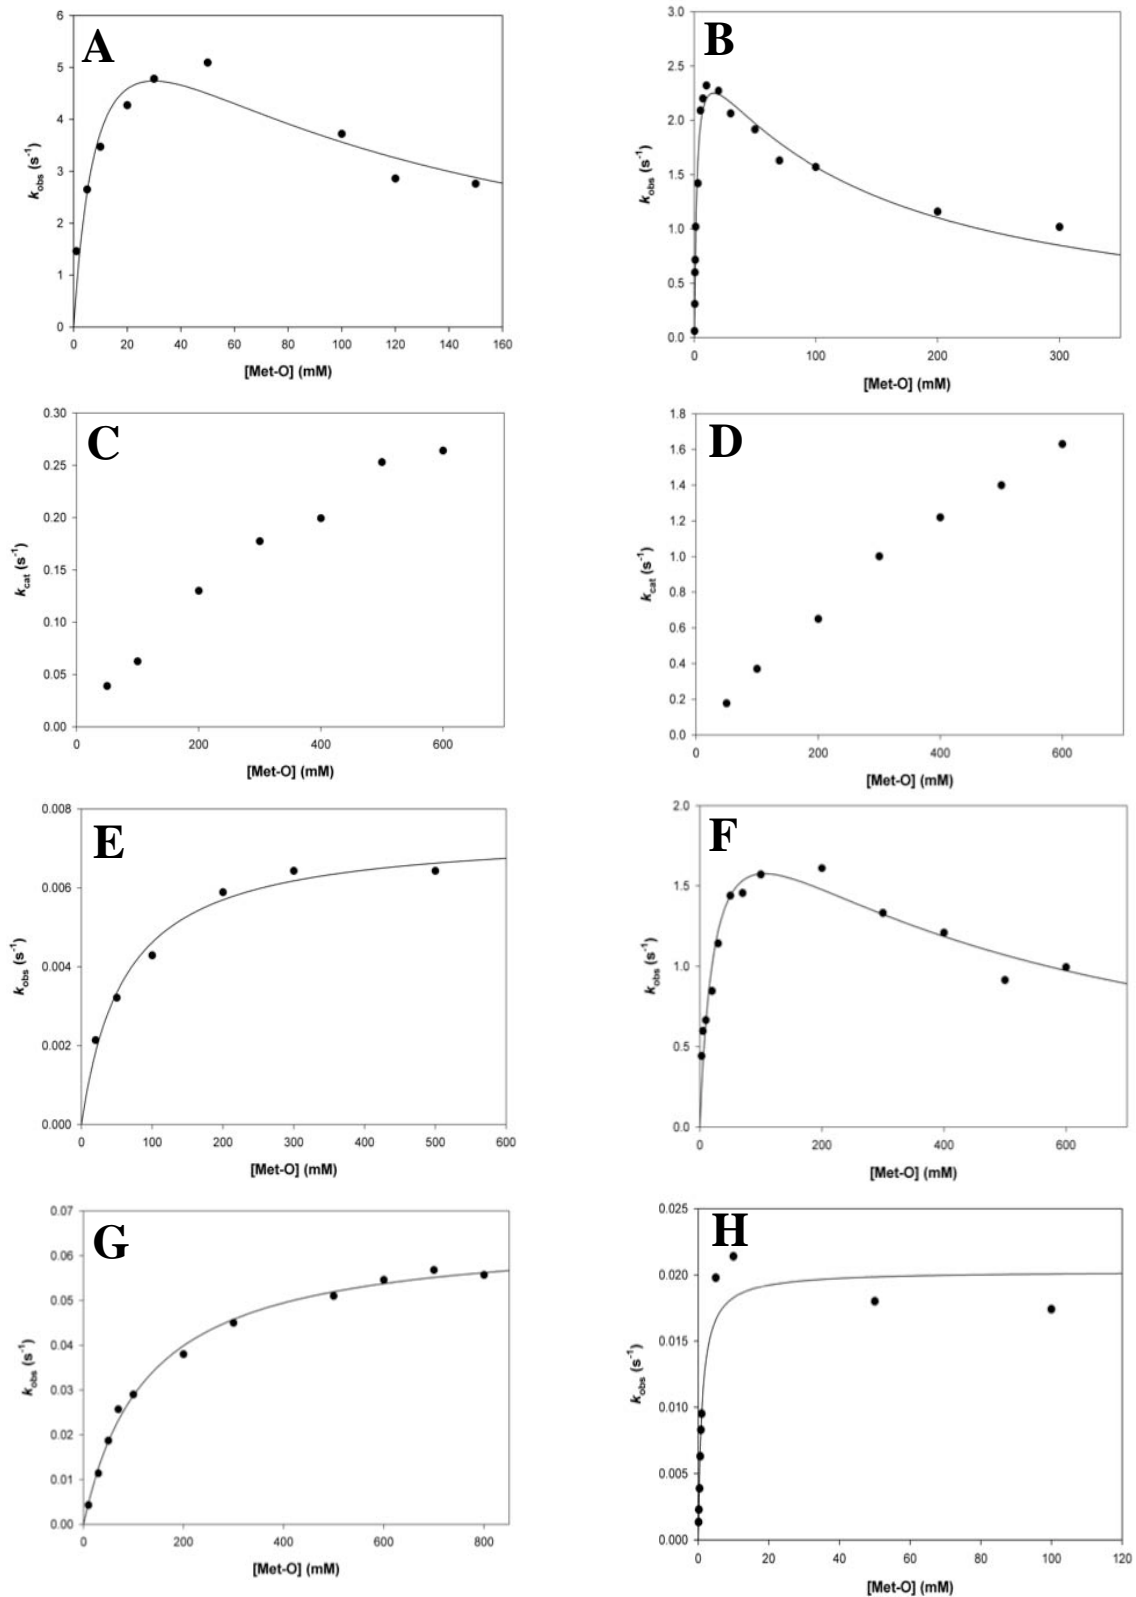 A
6
5
4
3
2
1
0
k_obs (s⁻¹)
0 20 40 60 80 100 120 140 160
[Met-O] (mM)
B
3.0
2.5
2.0
1.5
1.0
0.5
0.0
k_obs (s⁻¹)
0 100 200 300
[Met-O] (mM)
C
0.30
0.25
0.20
0.15
0.10
0.05
0.00
k_cat (s⁻¹)
0 200 400 600
[Met-O] (mM)
D
1.8
1.6
1.4
1.2
1.0
0.8
0.6
0.4
0.2
0.0
k_cat (s⁻¹)
0 200 400 600
[Met-O] (mM)
E
0.008
0.006
0.004
0.002
0.000
k_obs (s⁻¹)
0 100 200 300 400 500 600
[Met-O] (mM)
F
2.0
1.5
1.0
0.5
0.0
k_obs (s⁻¹)
0 200 400 600
[Met-O] (mM)
G
0.07
0.06
0.05
0.04
0.03
0.02
0.01
0.00
k_obs (s⁻¹)
0 200 400 600 800
[Met-O] (mM)
H
0.025
0.020
0.015
0.010
0.005
0.000
k_obs (s⁻¹)
0 20 40 60 80 100 120
[Met-O] (mM)